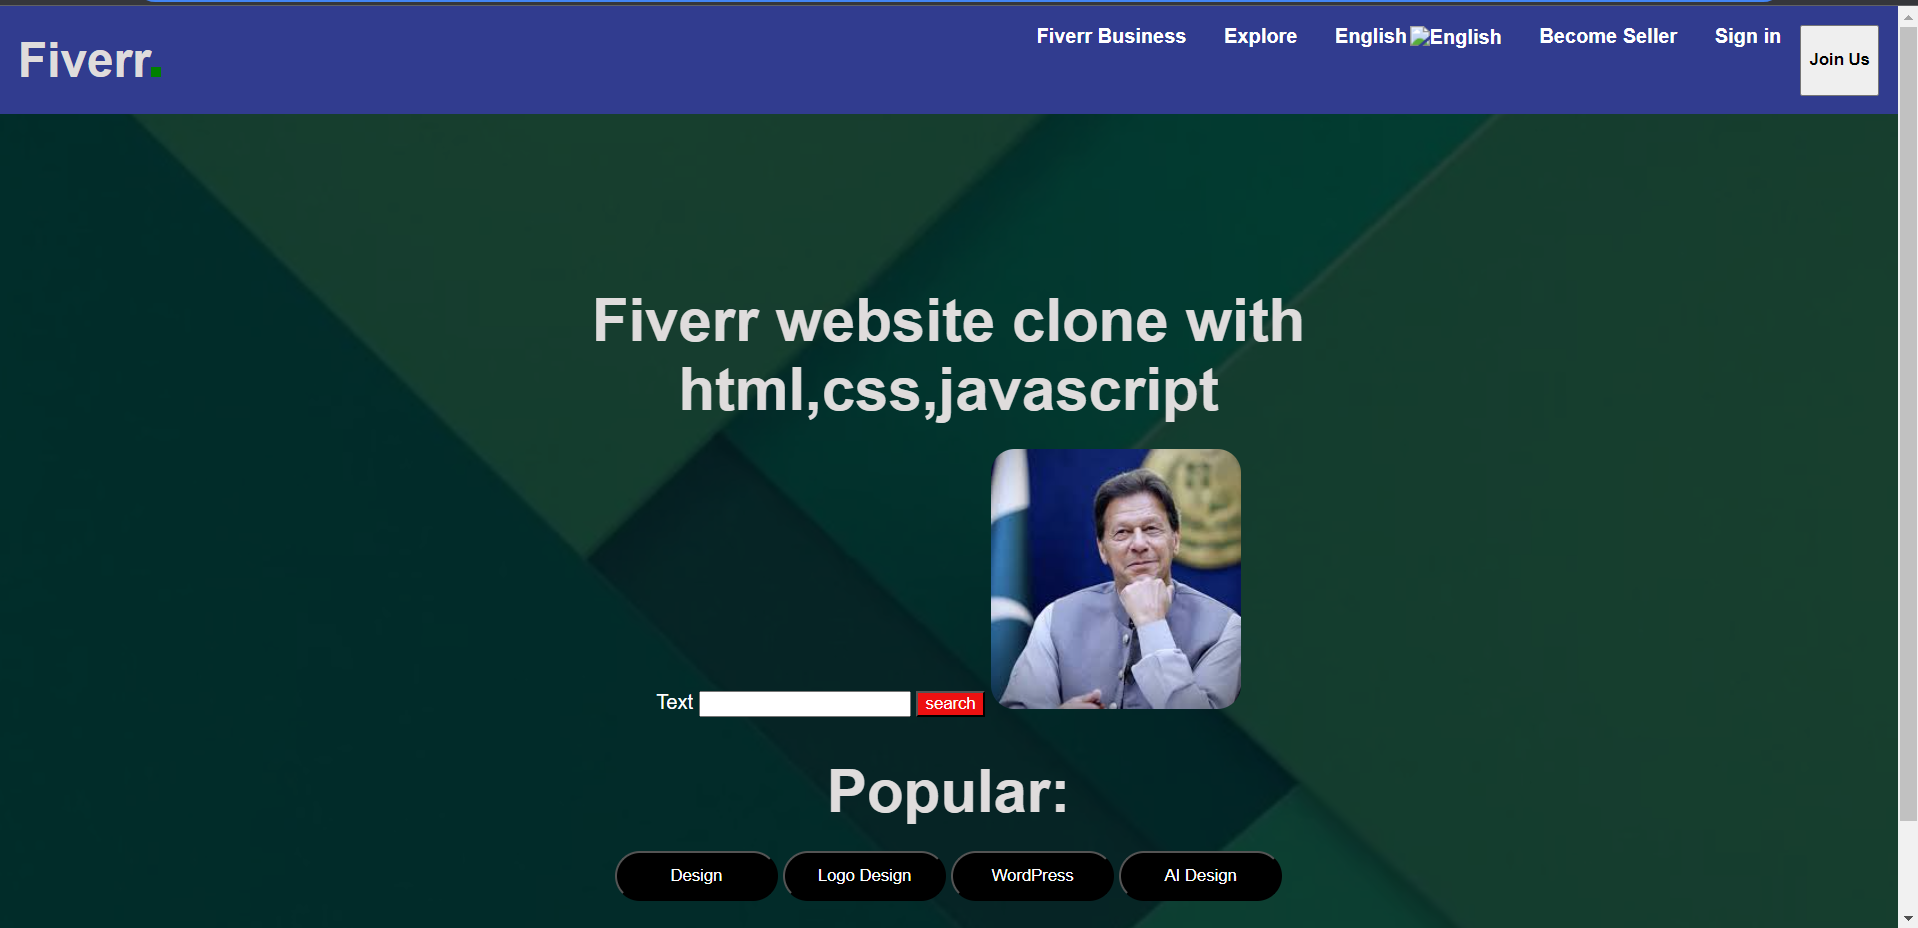 Fiverr.
Fiverr Business Explore English English Become Seller Sign in Join Us
Fiverr website clone with
html,css,javascript
Text search
Popular:
Design Logo Design WordPress AI Design